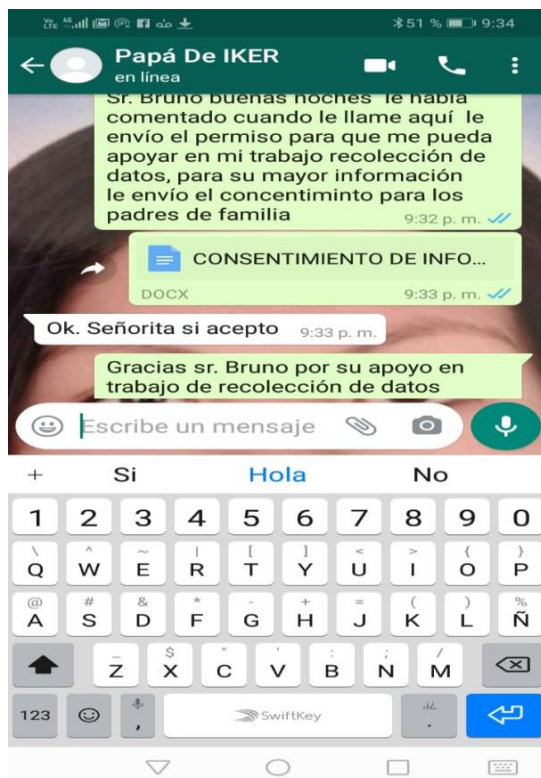 Vo LTE 4G 51 % 9:34
Papá De IKER
en línea
Sr. Bruno buenas noches le había
comentado cuando le llame aquí le
envío el permiso para que me pueda
apoyar en mi trabajo recolección de
datos, para su mayor información
le envío el concentiminto para los
padres de familia 9:32 p. m.
CONSENTIMIENTO DE INFO...
DOCX 9:33 p. m.
Ok. Señorita si acepto 9:33 p. m.
Gracias sr. Bruno por su apoyo en
trabajo de recolección de datos
Escribe un mensaje
+ Si Hola No
1 2 3 4 5 6 7 8 9 0
\ ^ ~ | [ ] < > { }
Q W E R T Y U I O P
@ # & * - + = ( ) %
A S D F G H J K L Ñ
_ $ " ' : ; /
Z X C V B N M
123 , SwiftKey .